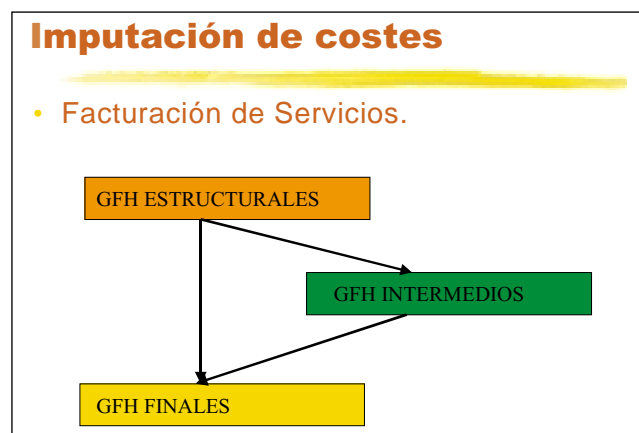 Imputación de costes
• Facturación de Servicios.
GFH ESTRUCTURALES
GFH INTERMEDIOS
GFH FINALES